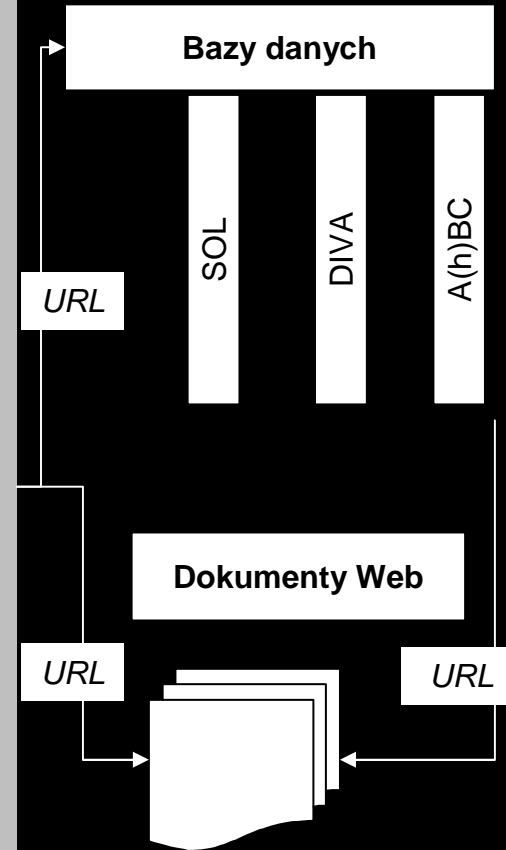 Bazy danych
SOL
DIVA
A(h)BC
URL
Dokumenty Web
URL
URL